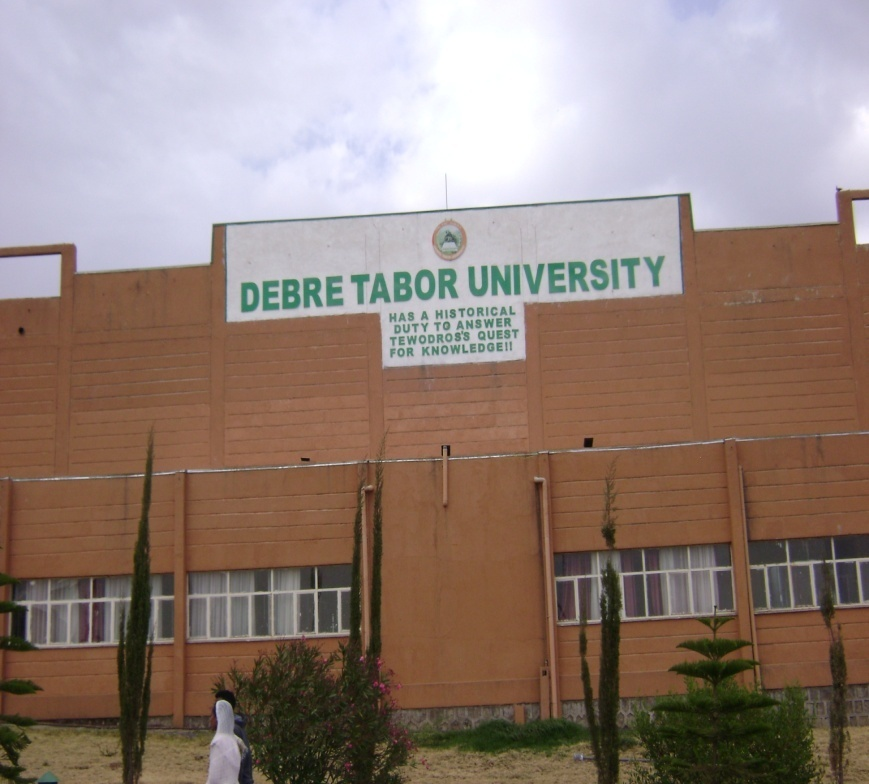 DEBRE TABOR UNIVERSITY
HAS A HISTORICAL
DUTY TO ANSWER
TEWODROS'S QUEST
FOR KNOWLEDGE!!